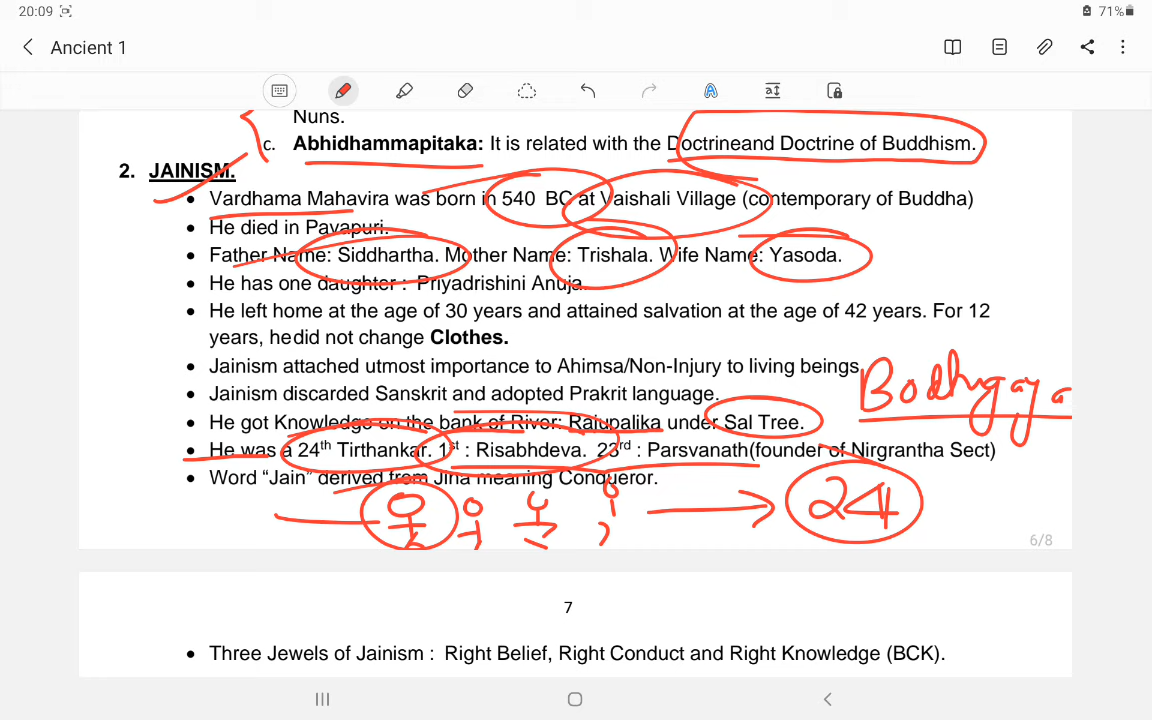 20:09
71%
Ancient 1
Nuns.
c. Abhidhammapitaka: It is related with the Doctrineand Doctrine of Buddhism.
2. JAINISM.
• Vardhama Mahavira was born in 540 BC at Vaishali Village (contemporary of Buddha)
• He died in Pavapuri.
• Father Name: Siddhartha. Mother Name: Trishala. Wife Name: Yasoda.
• He has one daughter : Priyadrishini Anuja.
• He left home at the age of 30 years and attained salvation at the age of 42 years. For 12
years, hedid not change Clothes.
• Jainism attached utmost importance to Ahimsa/Non-Injury to living beings
Bodhgaya
• Jainism discarded Sanskrit and adopted Prakrit language.
• He got Knowledge on the bank of River: Rajupalika under Sal Tree.
• He was a 24th Tirthankar. 1st : Risabhdeva. 23rd : Parsvanath(founder of Nirgrantha Sect)
• Word “Jain” derived from Jina meaning Conqueror.
24
6/8
7
• Three Jewels of Jainism : Right Belief, Right Conduct and Right Knowledge (BCK).